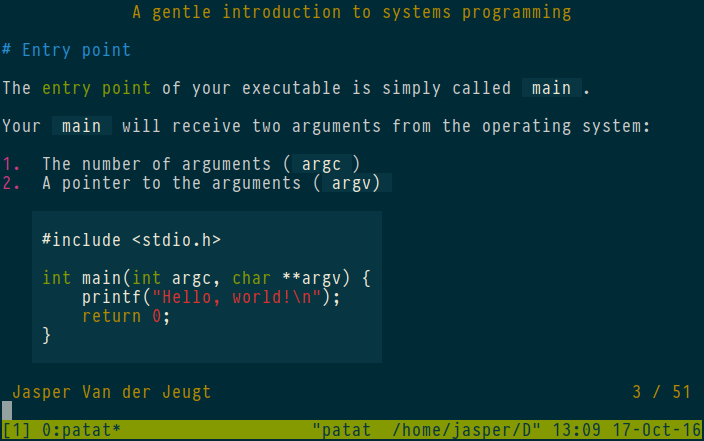 A gentle introduction to systems programming
# Entry point
The entry point of your executable is simply called main .
Your main will receive two arguments from the operating system:
1. The number of arguments ( argc )
2. A pointer to the arguments ( argv)
#include <stdio.h>
int main(int argc, char **argv) {
    printf("Hello, world!\n");
    return 0;
}
Jasper Van der Jeugt 3 / 51
[1] 0:patat* "patat  /home/jasper/D" 13:09 17-Oct-16